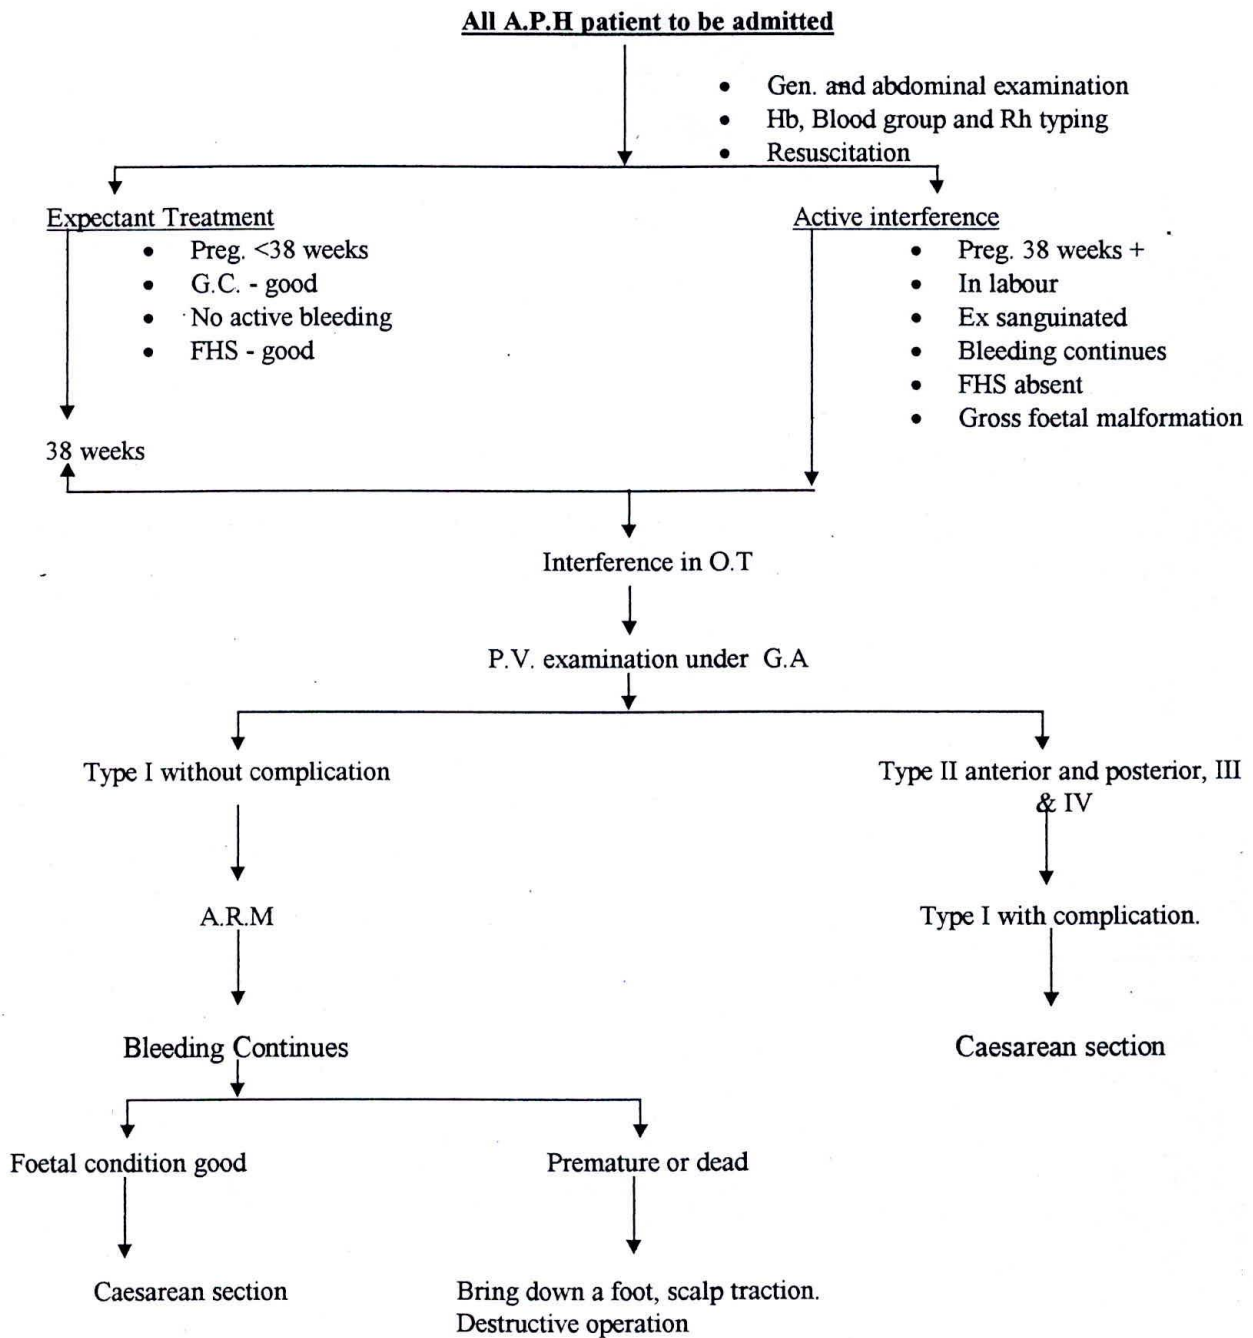 All A.P.H patient to be admitted
• Gen. and abdominal examination
• Hb, Blood group and Rh typing
• Resuscitation
Expectant Treatment
• Preg. <38 weeks
• G.C. - good
• No active bleeding
• FHS - good
38 weeks
Active interference
• Preg. 38 weeks +
• In labour
• Ex sanguinated
• Bleeding continues
• FHS absent
• Gross foetal malformation
Interference in O.T
P.V. examination under G.A
Type I without complication
A.R.M
Bleeding Continues
Foetal condition good
Caesarean section
Premature or dead
Bring down a foot, scalp traction.
Destructive operation
Type II anterior and posterior, III
& IV
Type I with complication.
Caesarean section